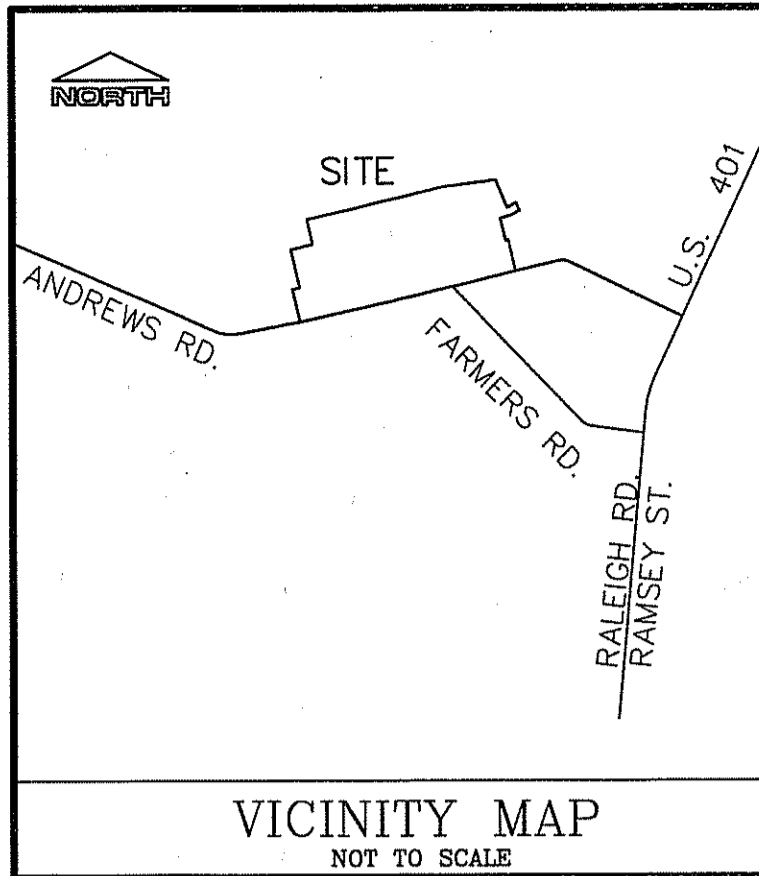 NORTH
SITE
U.S. 401
ANDREWS RD.
FARMERS RD.
RALEIGH RD.
RAMSEY ST.
VICINITY MAP
NOT TO SCALE